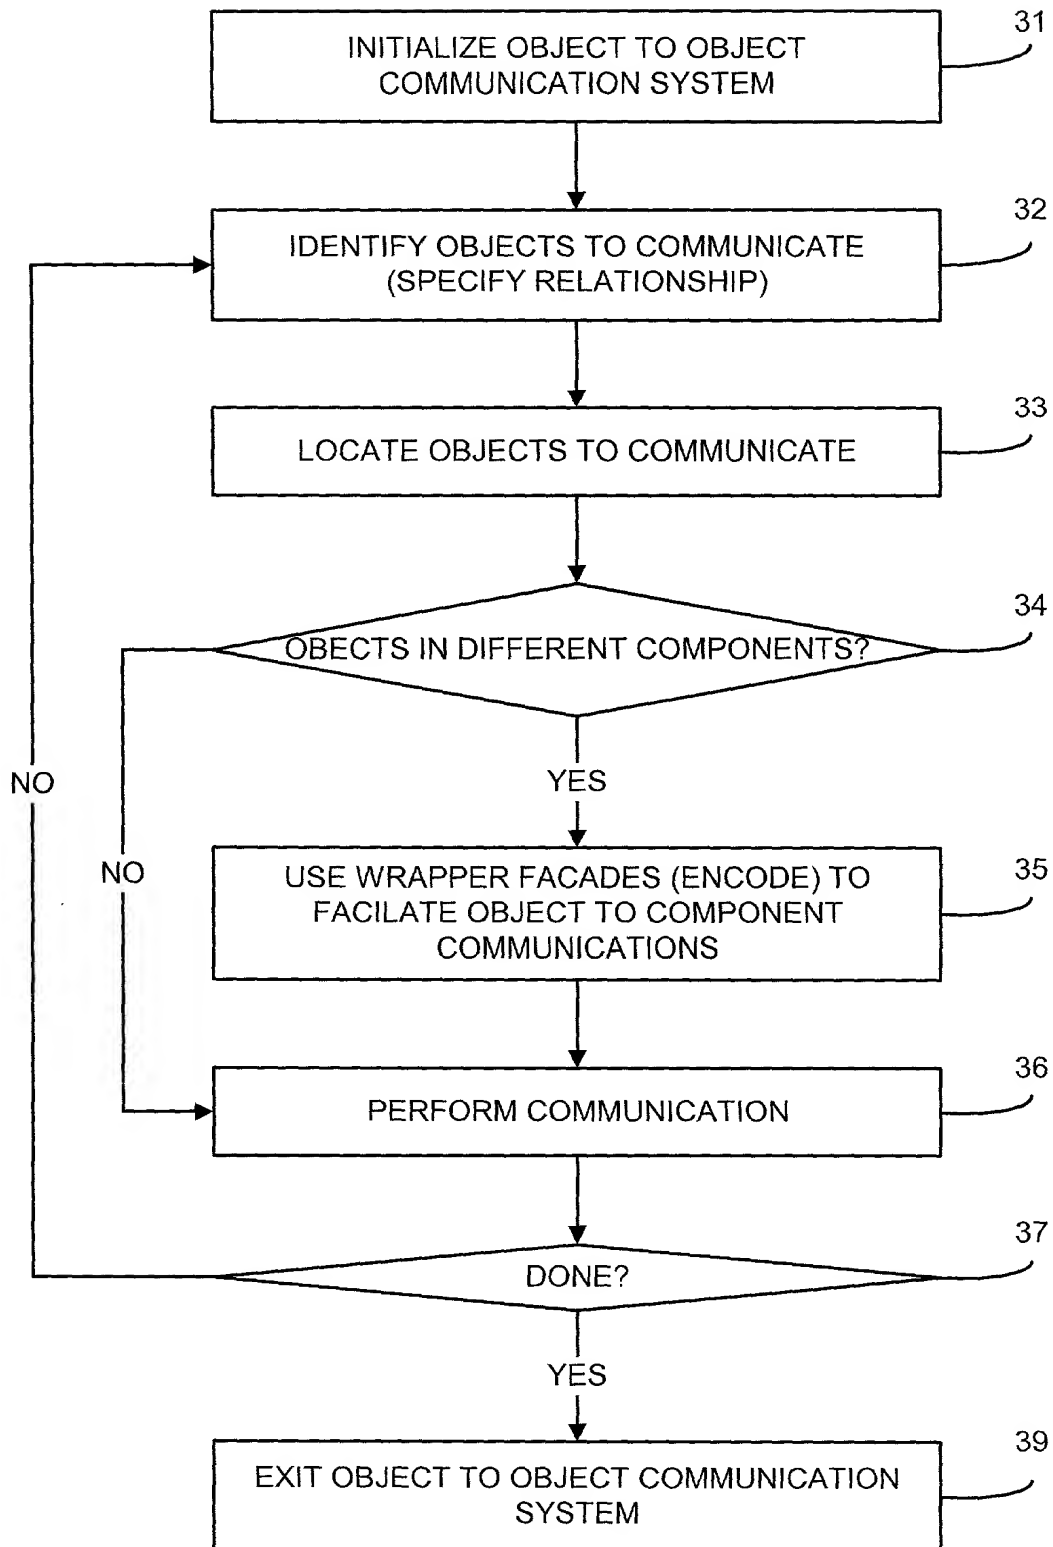 31
INITIALIZE OBJECT TO OBJECT
COMMUNICATION SYSTEM
32
IDENTIFY OBJECTS TO COMMUNICATE
(SPECIFY RELATIONSHIP)
33
LOCATE OBJECTS TO COMMUNICATE
34
OBECTS IN DIFFERENT COMPONENTS?
NO
YES
NO
35
USE WRAPPER FACADES (ENCODE) TO
FACILATE OBJECT TO COMPONENT
COMMUNICATIONS
36
PERFORM COMMUNICATION
37
DONE?
YES
39
EXIT OBJECT TO OBJECT COMMUNICATION
SYSTEM